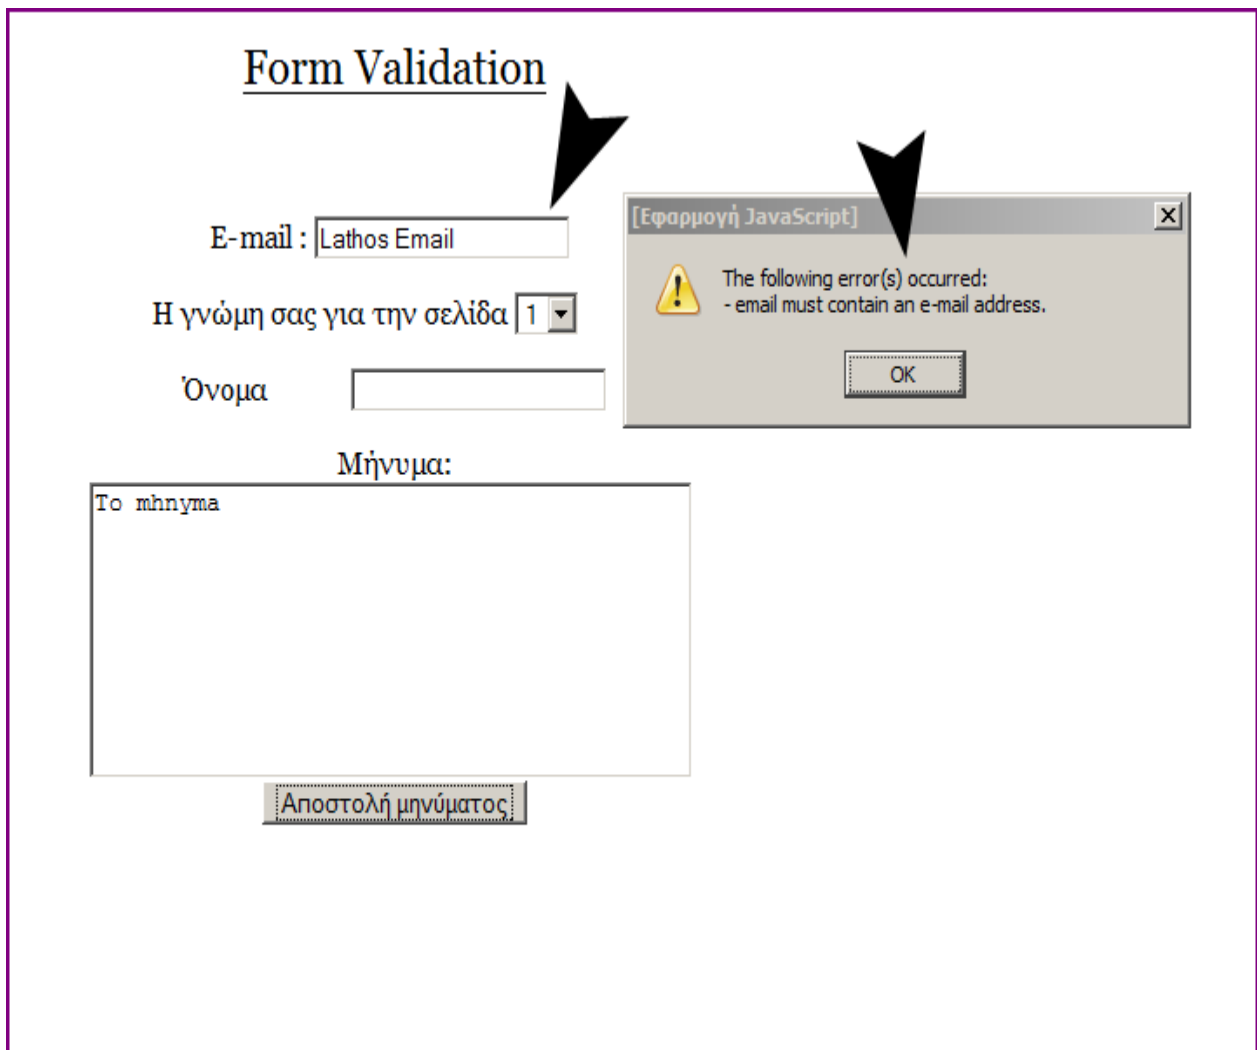 Form Validation
E-mail : Lathos Email
Η γνώμη σας για την σελίδα 1
Όνομα
Μήνυμα:
To mhnyma
Αποστολή μηνύματος
[Εφαρμογή JavaScript]
The following error(s) occurred:
- email must contain an e-mail address.
OK